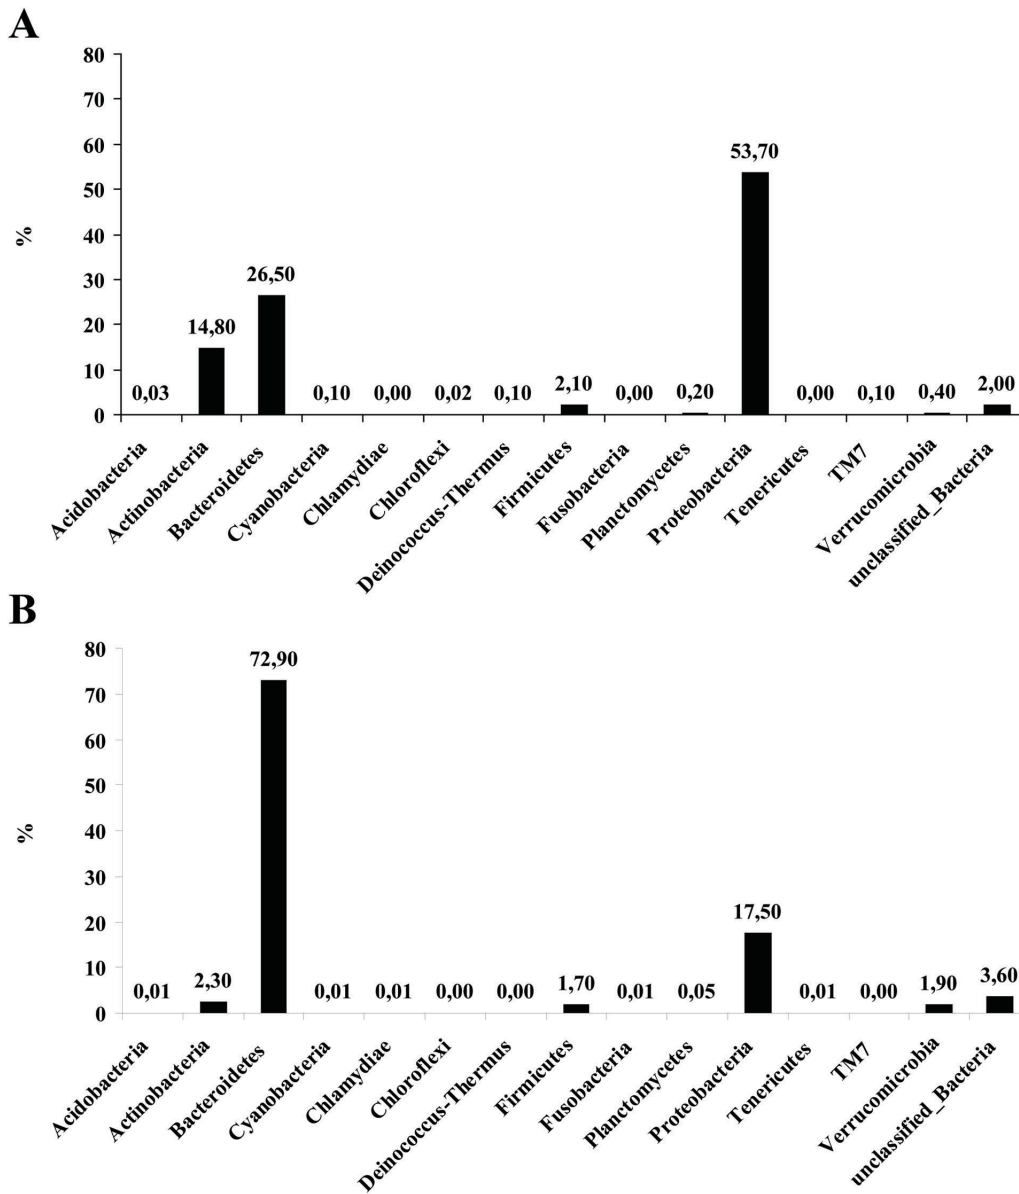 A
80
70
60
50
40
30
20
10
0
%
0,03
14,80
26,50
0,10
0,00
0,02
0,10
2,10
0,00
0,20
53,70
0,00
0,10
0,40
2,00
Acidobacteria
Actinobacteria
Bacteroidetes
Cyanobacteria
Chlamydiae
Chloroflexi
Deinococcus-Thermus
Firmicutes
Fusobacteria
Planctomycetes
Proteobacteria
Tenericutes
TM7
Verrucomicrobia
unclassified_Bacteria
B
80
70
60
50
40
30
20
10
0
%
0,01
2,30
72,90
0,01
0,01
0,00
0,00
1,70
0,01
0,05
17,50
0,01
0,00
1,90
3,60
Acidobacteria
Actinobacteria
Bacteroidetes
Cyanobacteria
Chlamydiae
Chloroflexi
Deinococcus-Thermus
Firmicutes
Fusobacteria
Planctomycetes
Proteobacteria
Tenericutes
TM7
Verrucomicrobia
unclassified_Bacteria